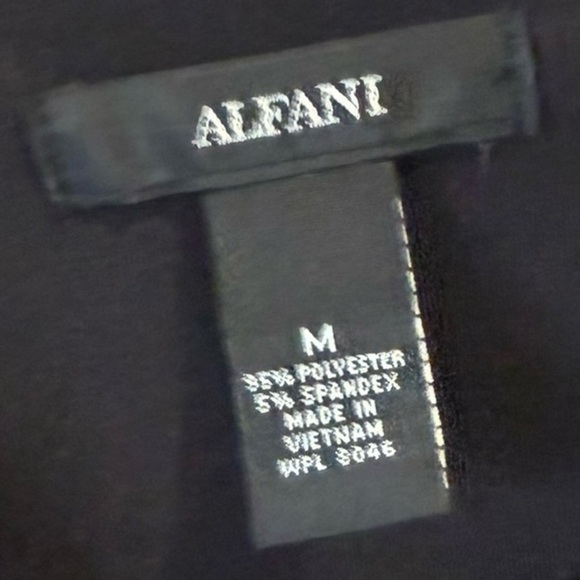 ALFANI
M
95% POLYESTER
5% SPANDEX
MADE IN
VIETNAM
WPL 8046